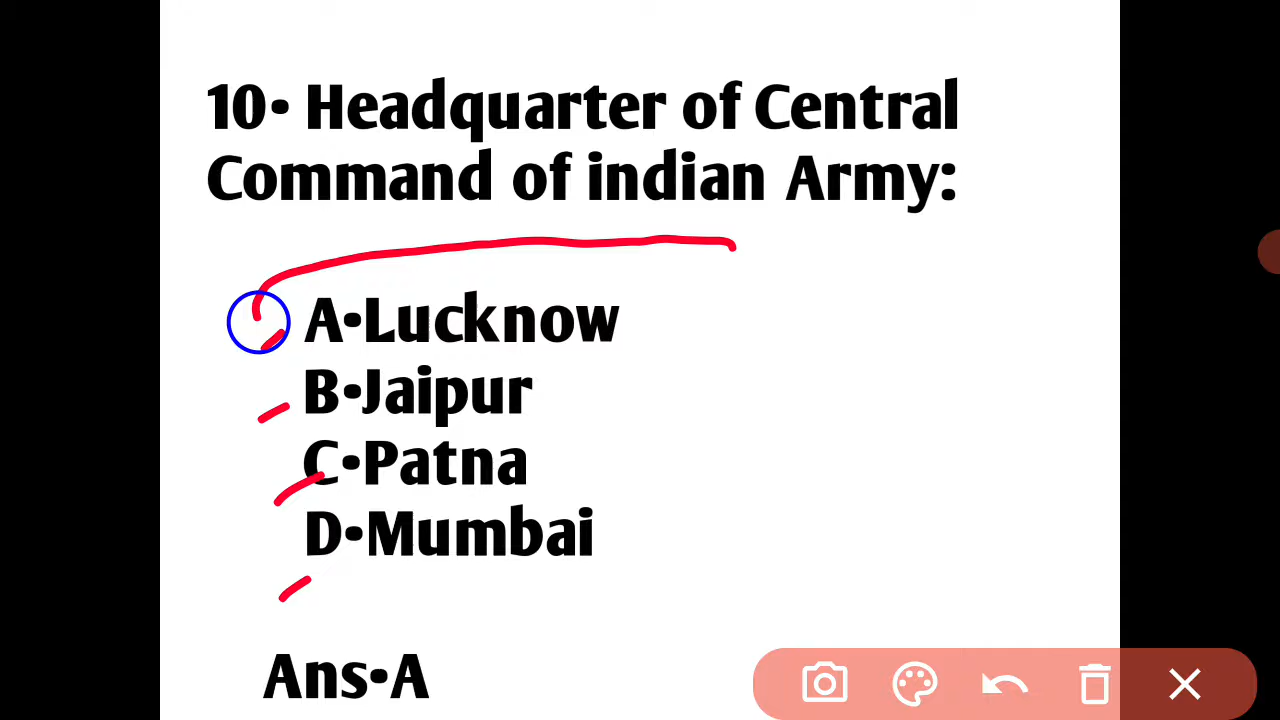 10• Headquarter of Central
Command of indian Army:
A•Lucknow
B•Jaipur
C•Patna
D•Mumbai
Ans•A